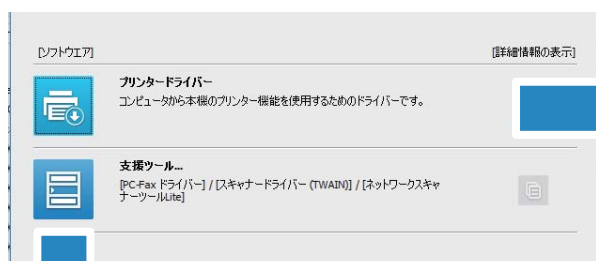 [ソフトウエア]
[詳細情報の表示]
プリンタードライバー
コンピュータから本機のプリンター機能を使用するためのドライバーです。
支援ツール...
[PC-Fax ドライバー] / [スキャナードライバー (TWAIN)] / [ネットワークスキャ
ナーツールLite]